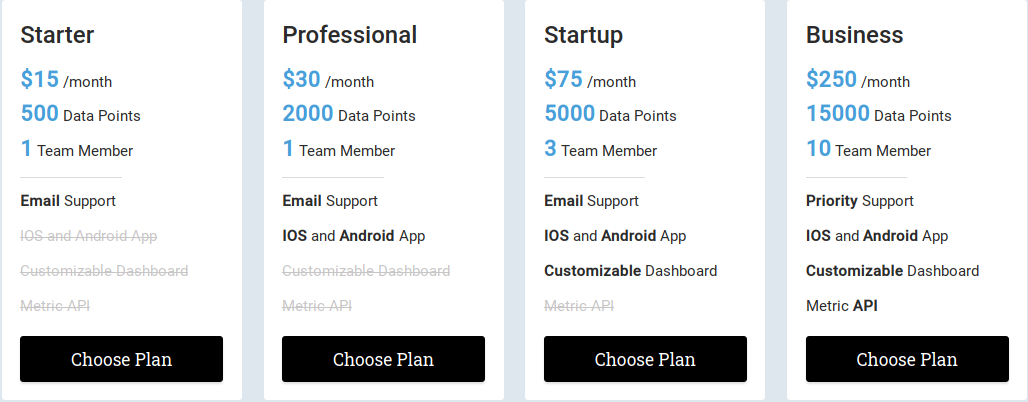 Starter
$15 /month
500 Data Points
1 Team Member
Email Support
IOS and Android App
Customizable Dashboard
Metric API
Choose Plan
Professional
$30 /month
2000 Data Points
1 Team Member
Email Support
IOS and Android App
Customizable Dashboard
Metric API
Choose Plan
Startup
$75 /month
5000 Data Points
3 Team Member
Email Support
IOS and Android App
Customizable Dashboard
Metric API
Choose Plan
Business
$250 /month
15000 Data Points
10 Team Member
Priority Support
IOS and Android App
Customizable Dashboard
Metric API
Choose Plan